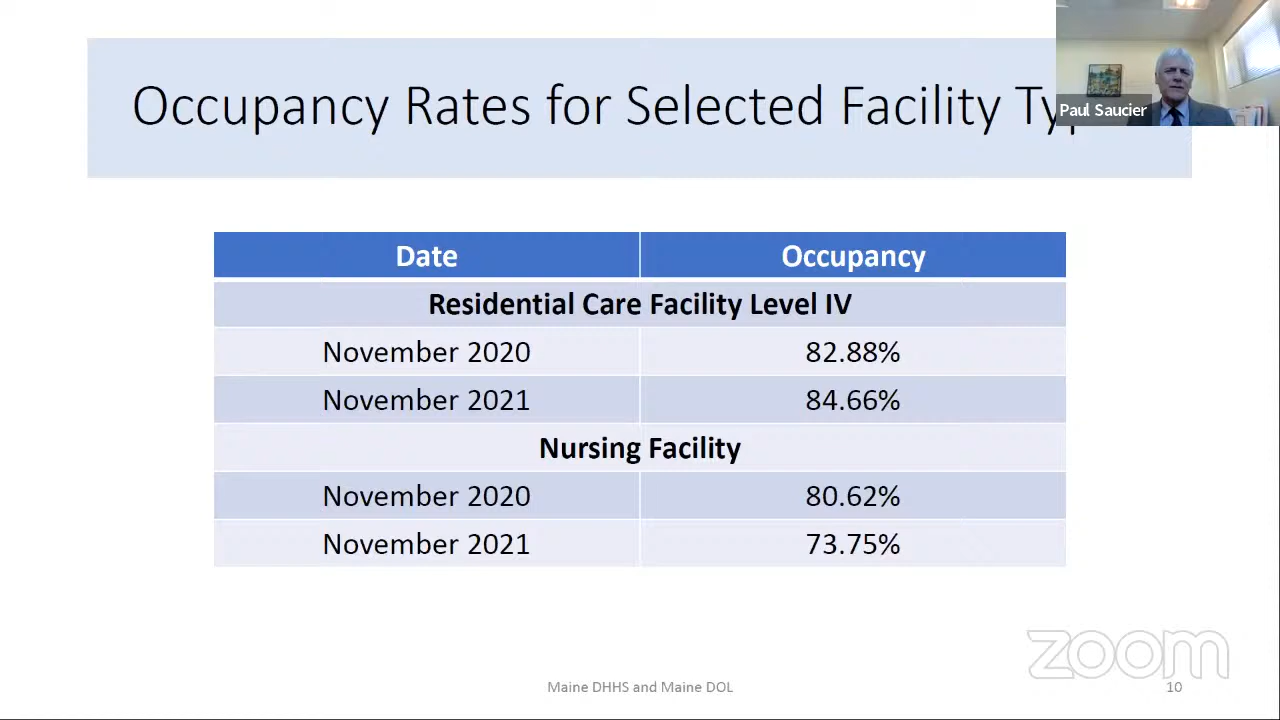 Occupancy Rates for Selected Facility
Paul Saucier
Date Occupancy
Residential Care Facility Level IV
November 2020 82.88%
November 2021 84.66%
Nursing Facility
November 2020 80.62%
November 2021 73.75%
zoom
Maine DHHS and Maine DOL 10